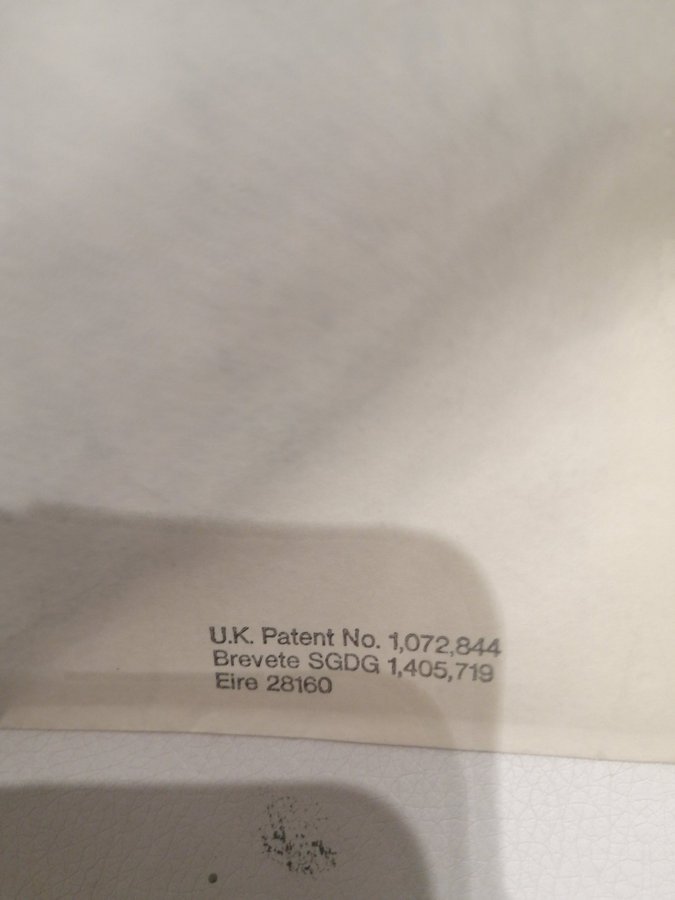 U.K. Patent No. 1,072,844
Brevete SGDG 1,405,719
Eire 28160